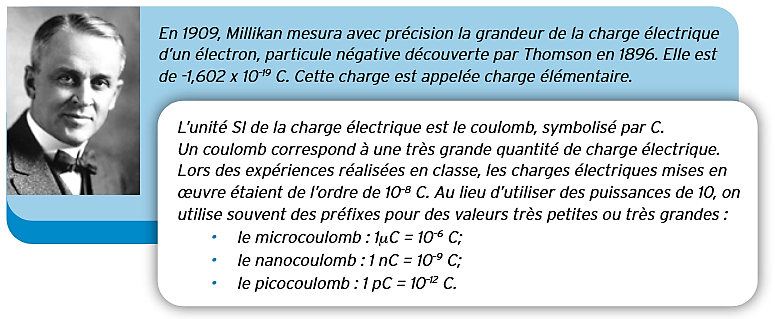 En 1909, Millikan mesura avec précision la grandeur de la charge électrique
d'un électron, particule négative découverte par Thomson en 1896. Elle est
de -1,602 x 10⁻¹⁹ C. Cette charge est appelée charge élémentaire.
L'unité SI de la charge électrique est le coulomb, symbolisé par C.
Un coulomb correspond à une très grande quantité de charge électrique.
Lors des expériences réalisées en classe, les charges électriques mises en
œuvre étaient de l'ordre de 10⁻⁸ C. Au lieu d'utiliser des puissances de 10, on
utilise souvent des préfixes pour des valeurs très petites ou très grandes :
• le microcoulomb : 1µC = 10⁻⁶ C;
• le nanocoulomb : 1 nC = 10⁻⁹ C;
• le picocoulomb : 1 pC = 10⁻¹² C.